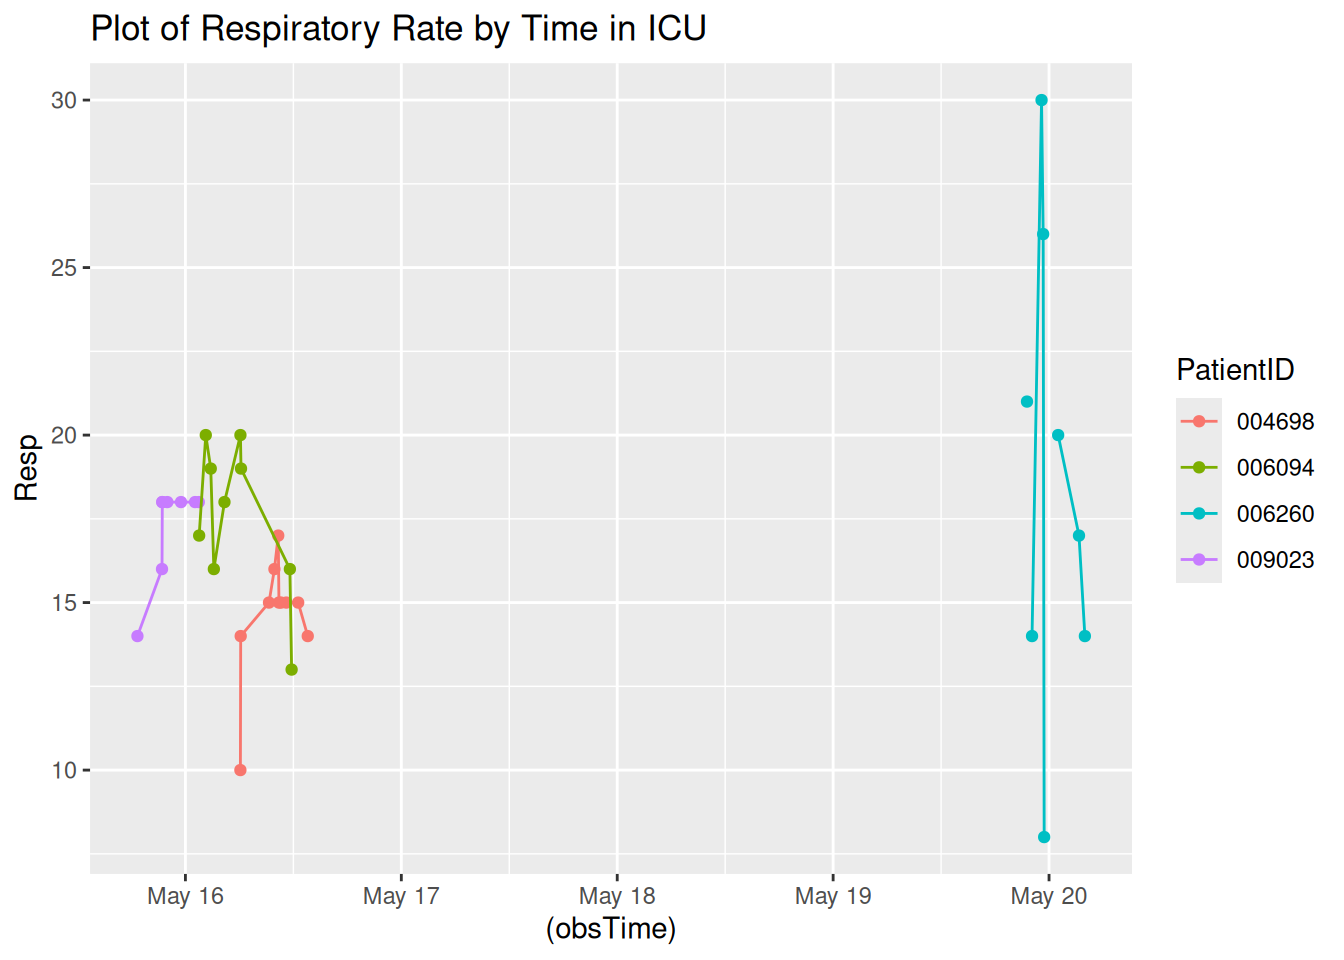 Plot of Respiratory Rate by Time in ICU
Resp
30
25
20
15
10
May 16
May 17
May 18
May 19
May 20
(obsTime)
PatientID
004698
006094
006260
009023